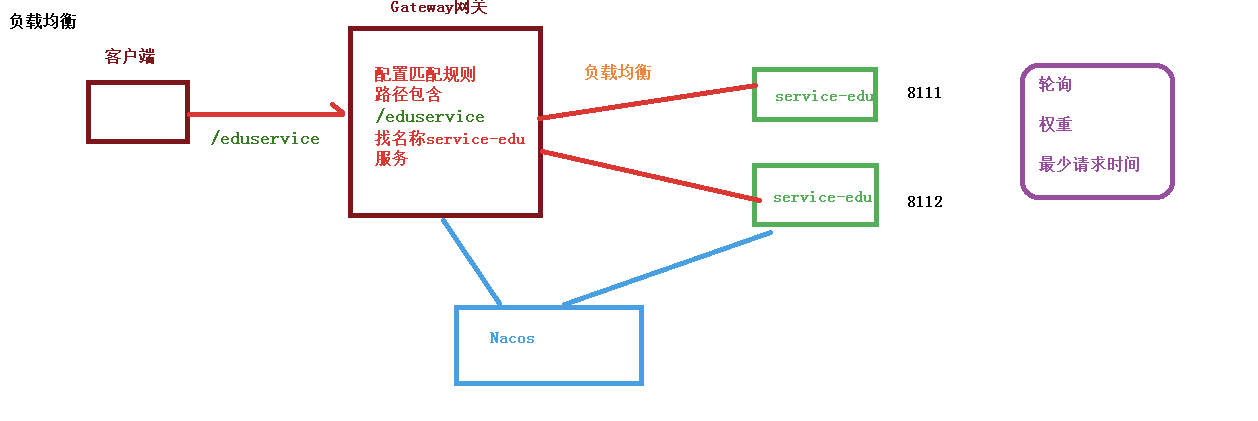 负载均衡
Gateway网关
客户端
/eduservice
配置匹配规则
路径包含
/eduservice
找名称service-edu
服务
负载均衡
service-edu
8111
service-edu
8112
轮询
权重
最少请求时间
Nacos